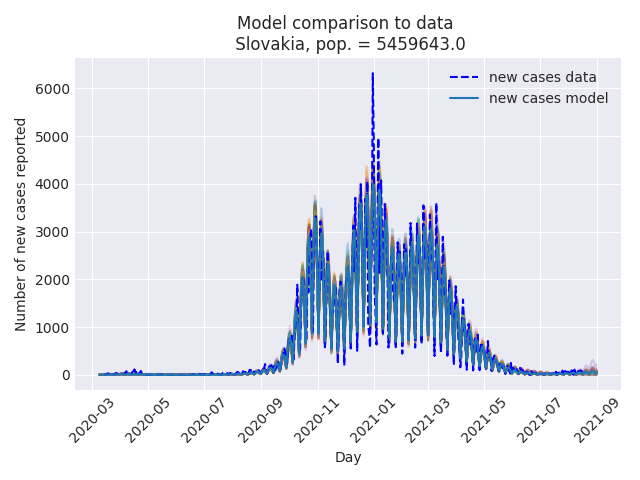 Model comparison to data
Slovakia, pop. = 5459643.0
new cases data
new cases model
Number of new cases reported
6000
5000
4000
3000
2000
1000
0
2020-03
2020-05
2020-07
2020-09
2020-11
2021-01
2021-03
2021-05
2021-07
2021-09
Day